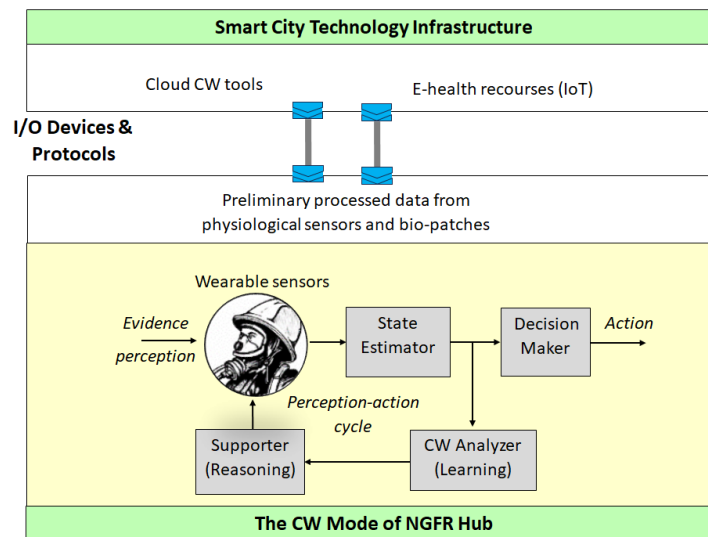 Smart City Technology Infrastructure
Cloud CW tools
E-health recourses (IoT)
I/O Devices &
Protocols
Preliminary processed data from
physiological sensors and bio-patches
Wearable sensors
Evidence
perception
State
Estimator
Decision
Maker
Action
Perception-action
cycle
Supporter
(Reasoning)
CW Analyzer
(Learning)
The CW Mode of NGFR Hub